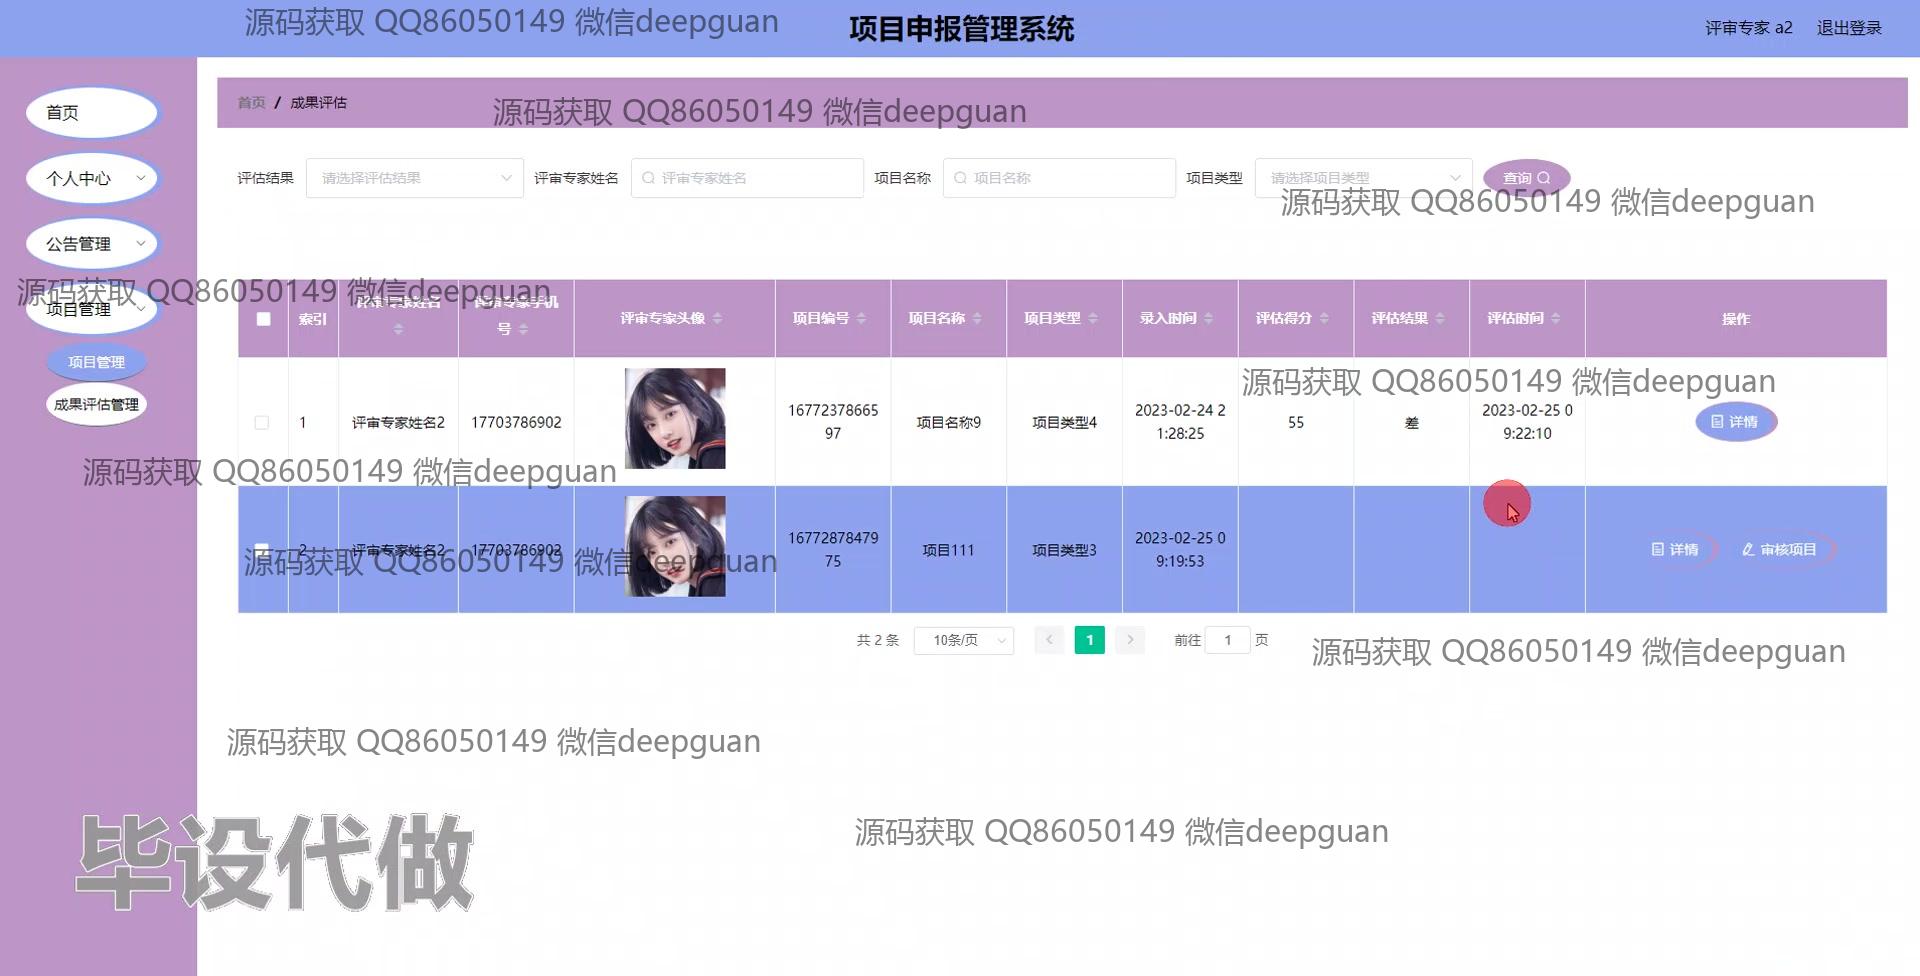 源码获取 QQ86050149 微信deepguan
项目申报管理系统
评审专家 a2 退出登录
首页
个人中心
公告管理
项目管理
项目管理
成果评估管理
首页 / 成果评估
源码获取 QQ86050149 微信deepguan
评估结果 请选择评估结果 评审专家姓名 评审专家姓名 项目名称 项目名称 项目类型 请选择项目类型 查询
源码获取 QQ86050149 微信deepguan
源码获取 QQ86050149 微信deepguan
索引 评审专家姓名 评审专家手机号 评审专家头像 项目编号 项目名称 项目类型 录入时间 评估得分 评估结果 评估时间 操作
源码获取 QQ86050149 微信deepguan
1 评审专家姓名2 17703786902 1677237866597 项目名称9 项目类型4 2023-02-24 21:28:25 55 差 2023-02-25 09:22:10 详情
源码获取 QQ86050149 微信deepguan
2 评审专家姓名2 17703786902 1677287847975 项目111 项目类型3 2023-02-25 09:19:53 详情 审核项目
源码获取 QQ86050149 微信deepguan
共 2 条 10条/页 1 前往 1 页
源码获取 QQ86050149 微信deepguan
源码获取 QQ86050149 微信deepguan
源码获取 QQ86050149 微信deepguan
毕设代做